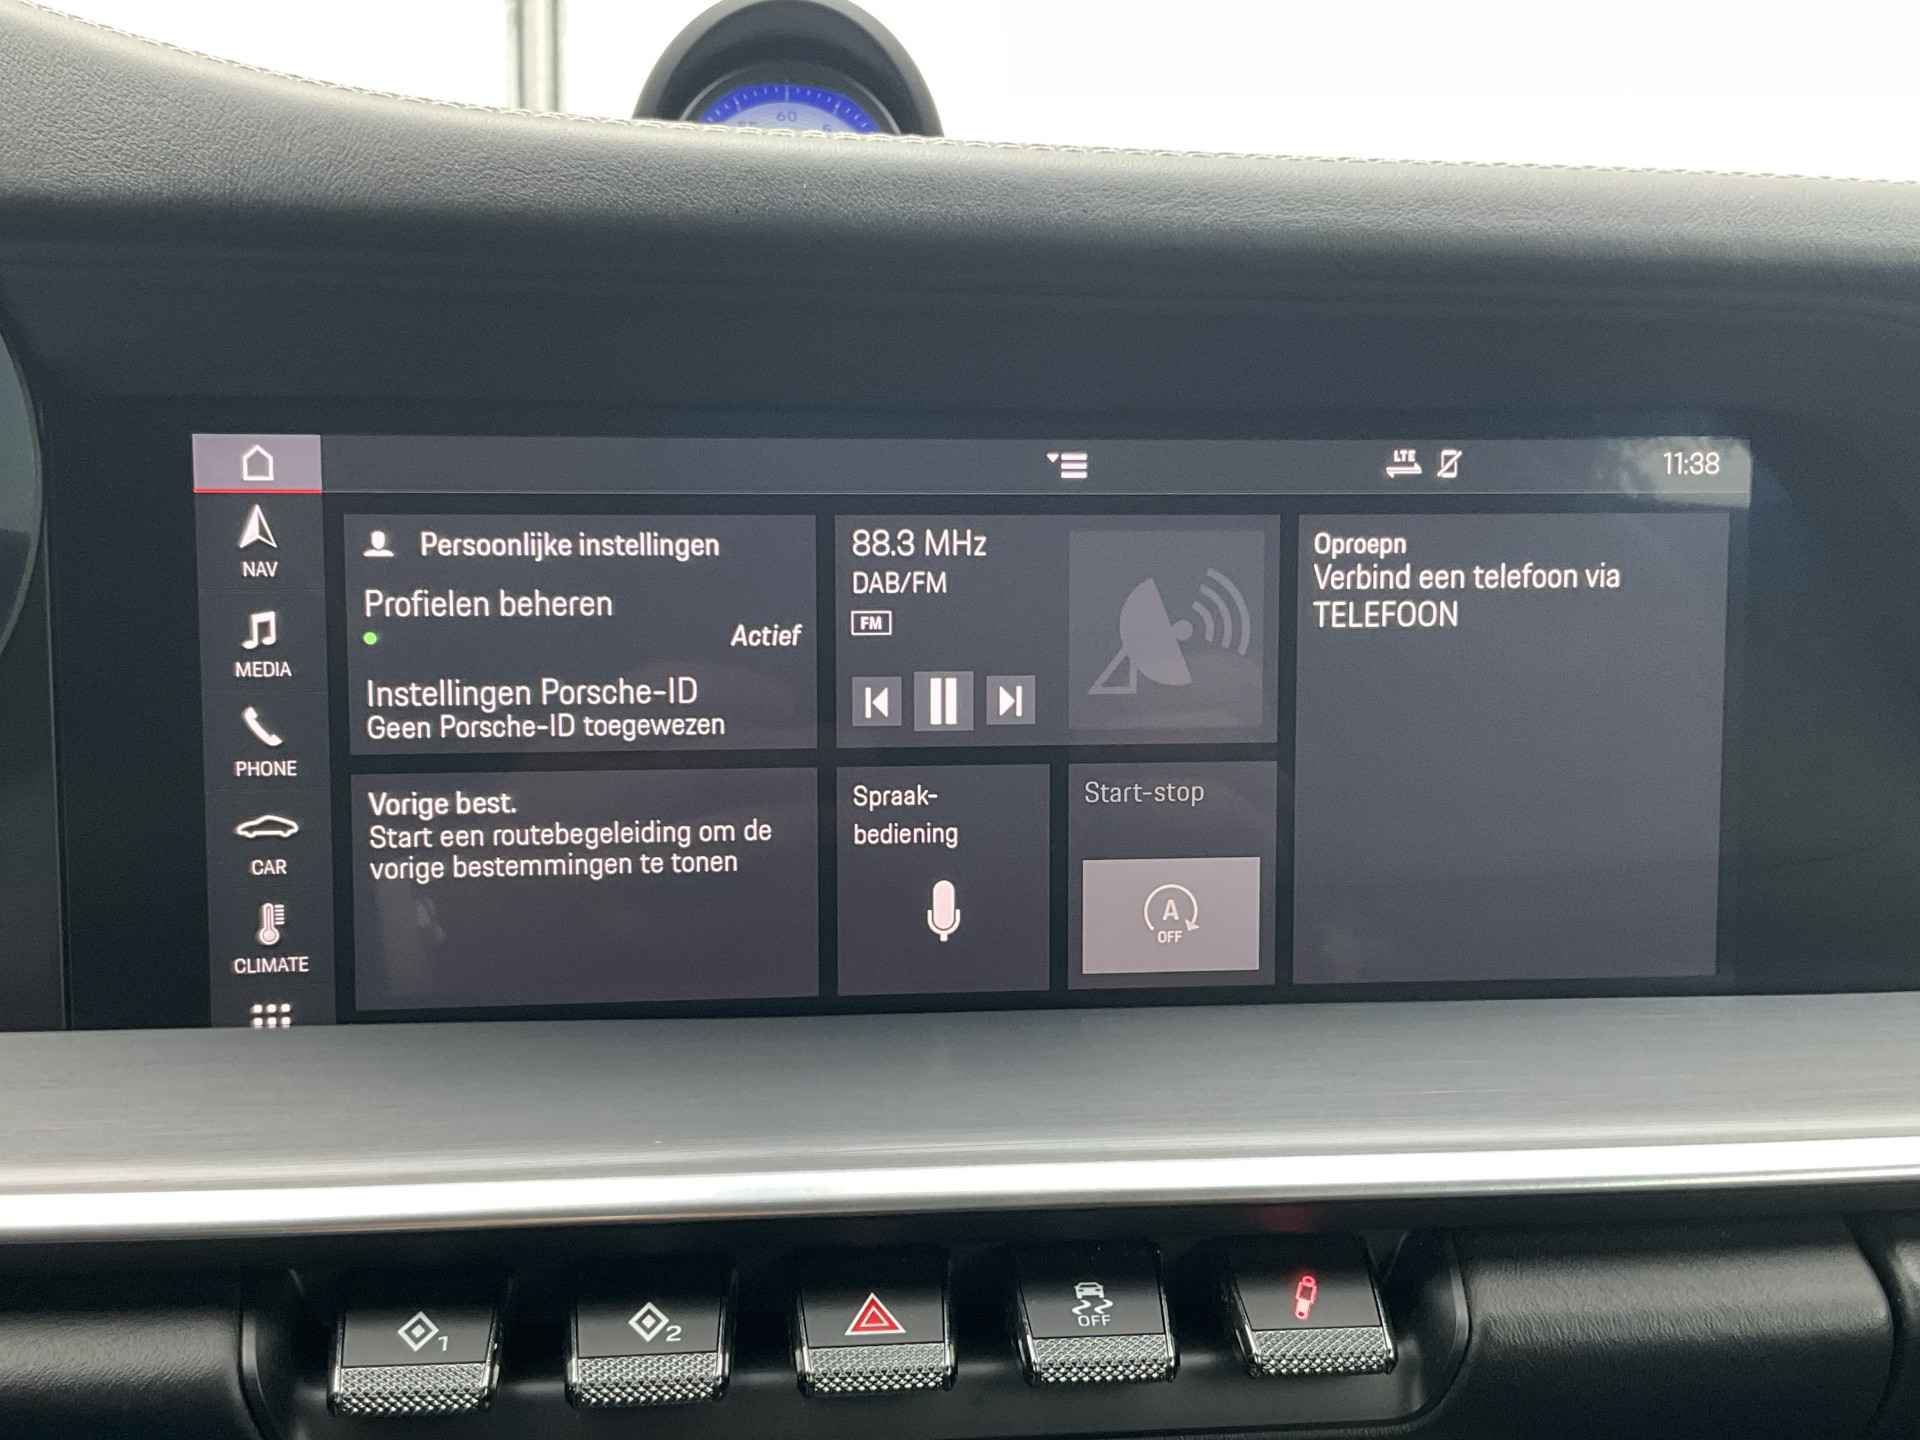 60
LTE
11:38
NAV
MEDIA
PHONE
CAR
CLIMATE
Persoonlijke instellingen
Profielen beheren
Actief
Instellingen Porsche-ID
Geen Porsche-ID toegewezen
88.3 MHz
DAB/FM
FM
Oproepn
Verbind een telefoon via
TELEFOON
Vorige best.
Start een routebegeleiding om de
vorige bestemmingen te tonen
Spraak-
bediening
Start-stop
A
OFF
1
2
OFF